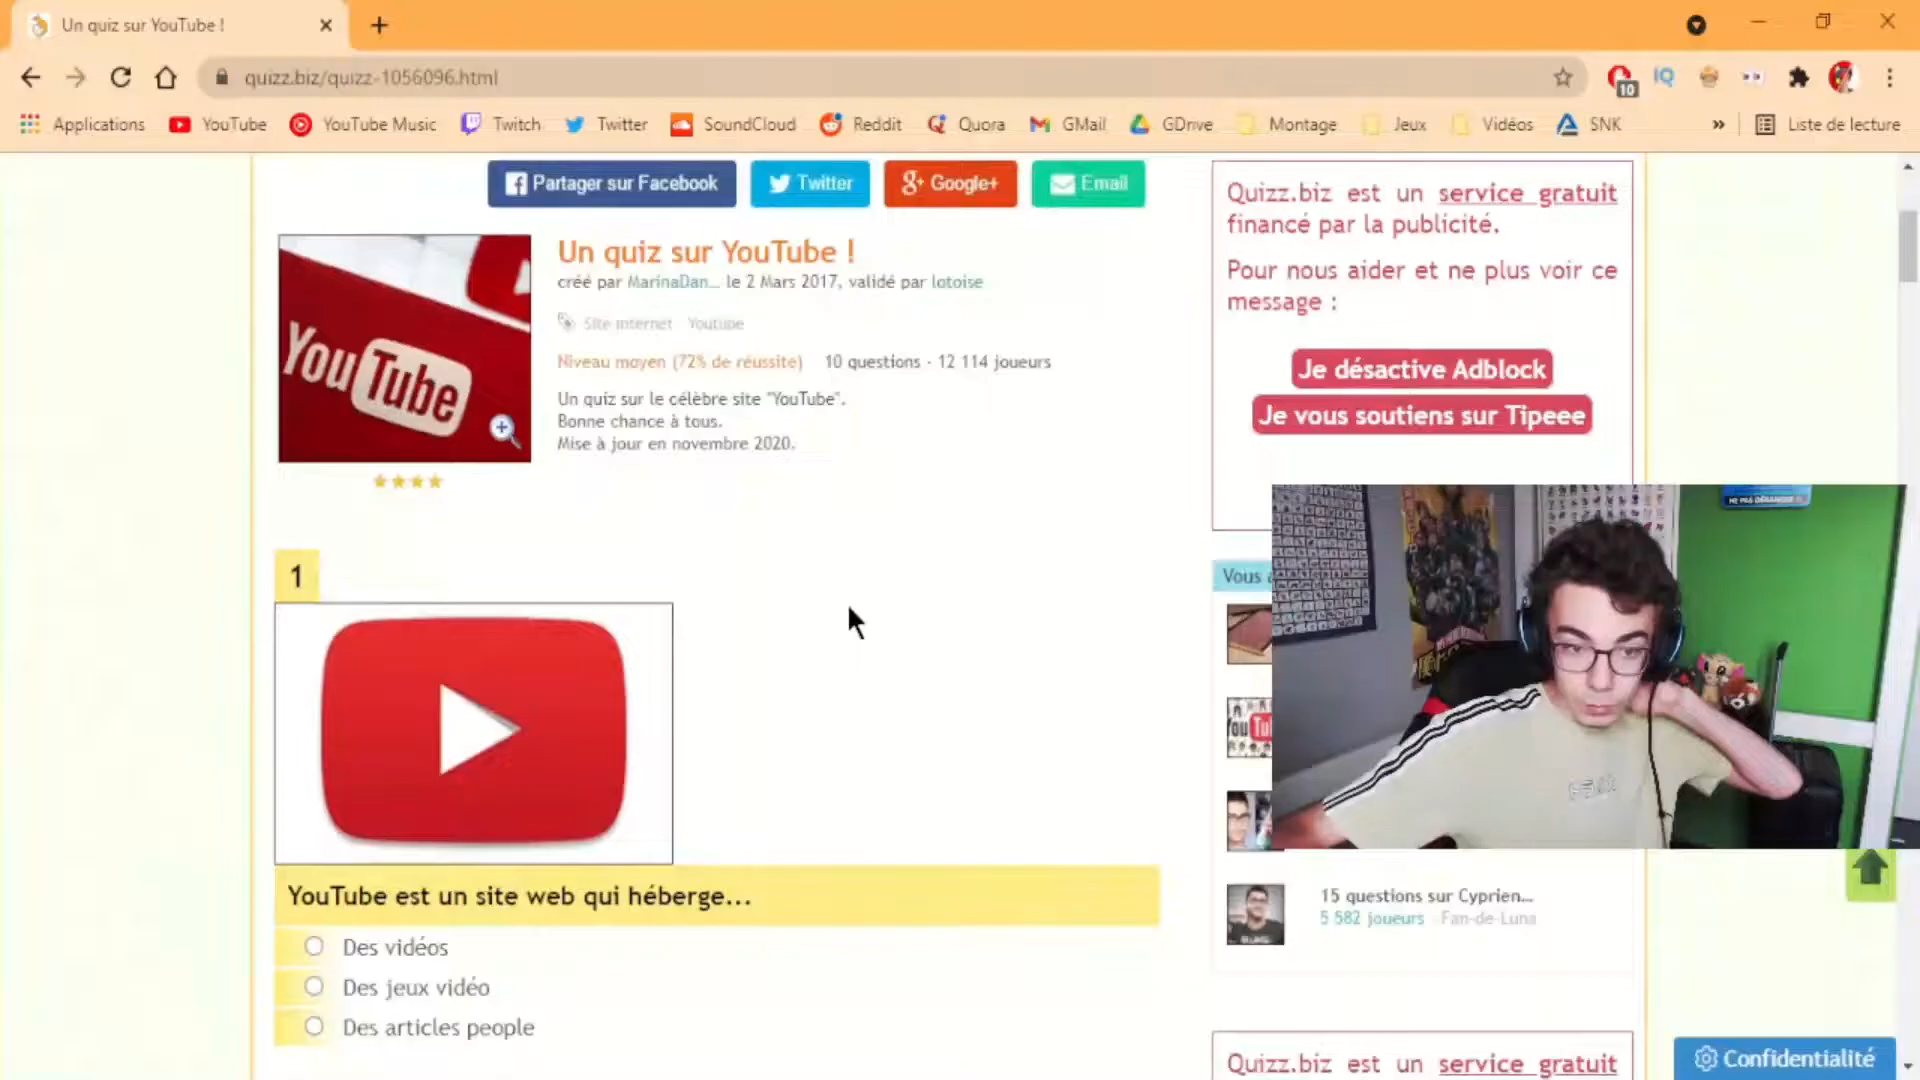 Un quiz sur YouTube !
quizz.biz/quizz-1056096.html
10
IQ
Applications
YouTube
YouTube Music
Twitch
Twitter
SoundCloud
Reddit
Quora
GMail
GDrive
Montage
Jeux
Vidéos
SNK
»
Liste de lecture
Partager sur Facebook
Twitter
Google+
Email
Quizz.biz est un service gratuit
financé par la publicité.
Pour nous aider et ne plus voir ce
message :
Je désactive Adblock
Je vous soutiens sur Tipeee
YouTube
Un quiz sur YouTube !
créé par MarinaDan... le 2 Mars 2017, validé par lotoise
Site internet Youtube
Niveau moyen (72% de réussite) 10 questions - 12 114 joueurs
Un quiz sur le célèbre site "YouTube".
Bonne chance à tous.
Mise à jour en novembre 2020.
NE PAS DÉRANGER
Vous
1
YouTube est un site web qui héberge...
Des vidéos
Des jeux vidéo
Des articles people
15 questions sur Cyprien...
5 582 joueurs - Fan-de-Luna
Quizz.biz est un service gratuit
Confidentialité